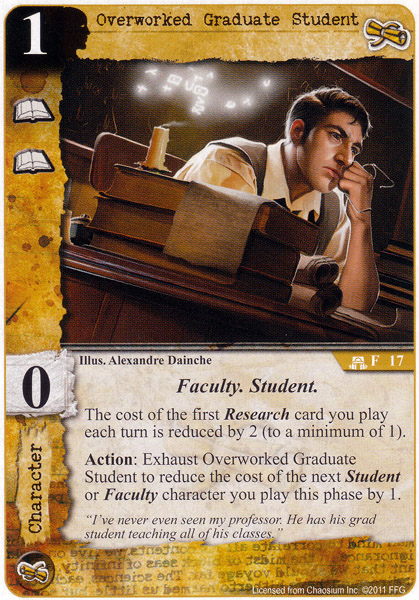 1
Overworked Graduate Student
Illus. Alexandre Dainche
F 17
0
Faculty. Student.
The cost of the first Research card you play
each turn is reduced by 2 (to a minimum of 1).
Action: Exhaust Overworked Graduate
Student to reduce the cost of the next Student
or Faculty character you play this phase by 1.
"I've never even seen my professor. He has his grad
student teaching all of his classes."
Character
Licensed from Chaosium Inc. ©2011 FFG